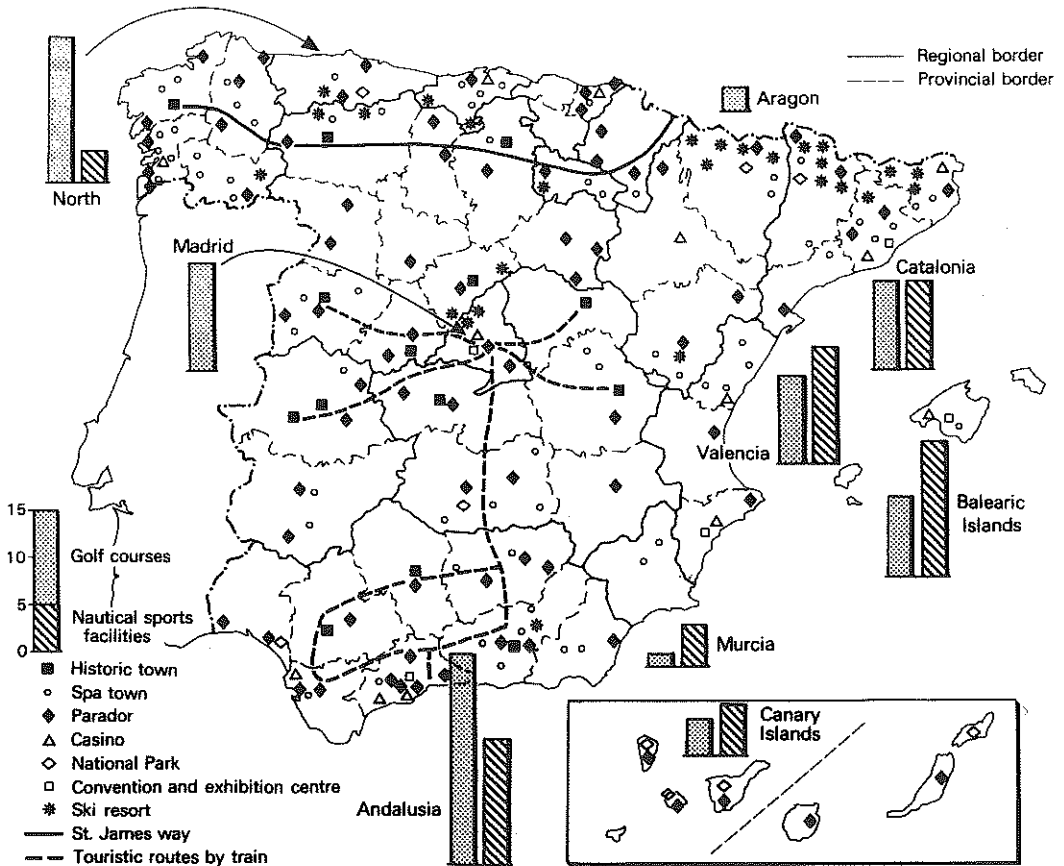 Regional border
Provincial border
North
Aragon
Madrid
Catalonia
Valencia
Balearic
Islands
15
10
5
0
Golf courses
Nautical sports
facilities
Murcia
Historic town
Spa town
Parador
Casino
National Park
Convention and exhibition centre
Ski resort
St. James way
Touristic routes by train
Andalusia
Canary
Islands